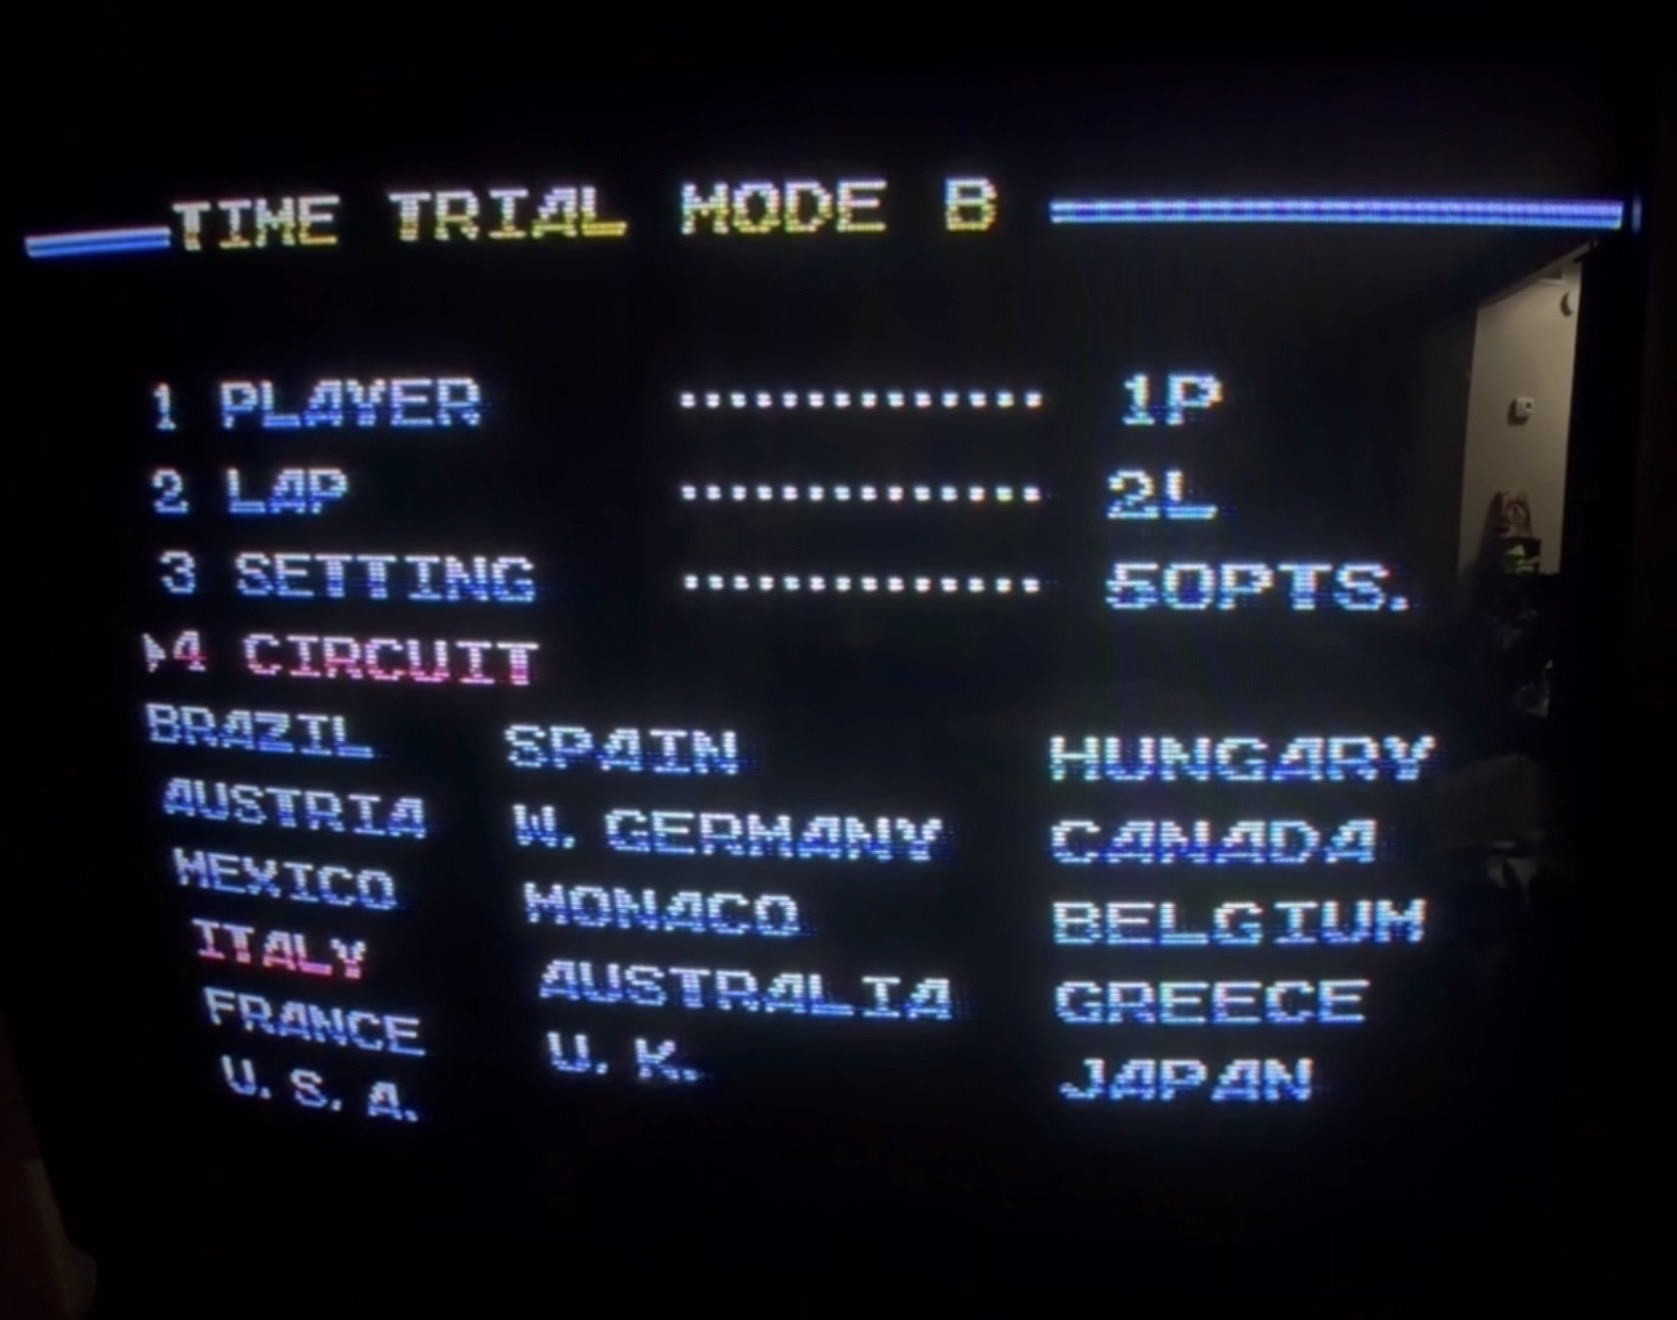 TIME TRIAL MODE B
1 PLAYER .............. 1P
2 LAP .............. 2L
3 SETTING .............. 50PTS.
4 CIRCUIT
BRAZIL SPAIN HUNGARY
AUSTRIA W. GERMANY CANADA
MEXICO MONACO BELGIUM
ITALY AUSTRALIA GREECE
FRANCE U. K. JAPAN
U. S. A.